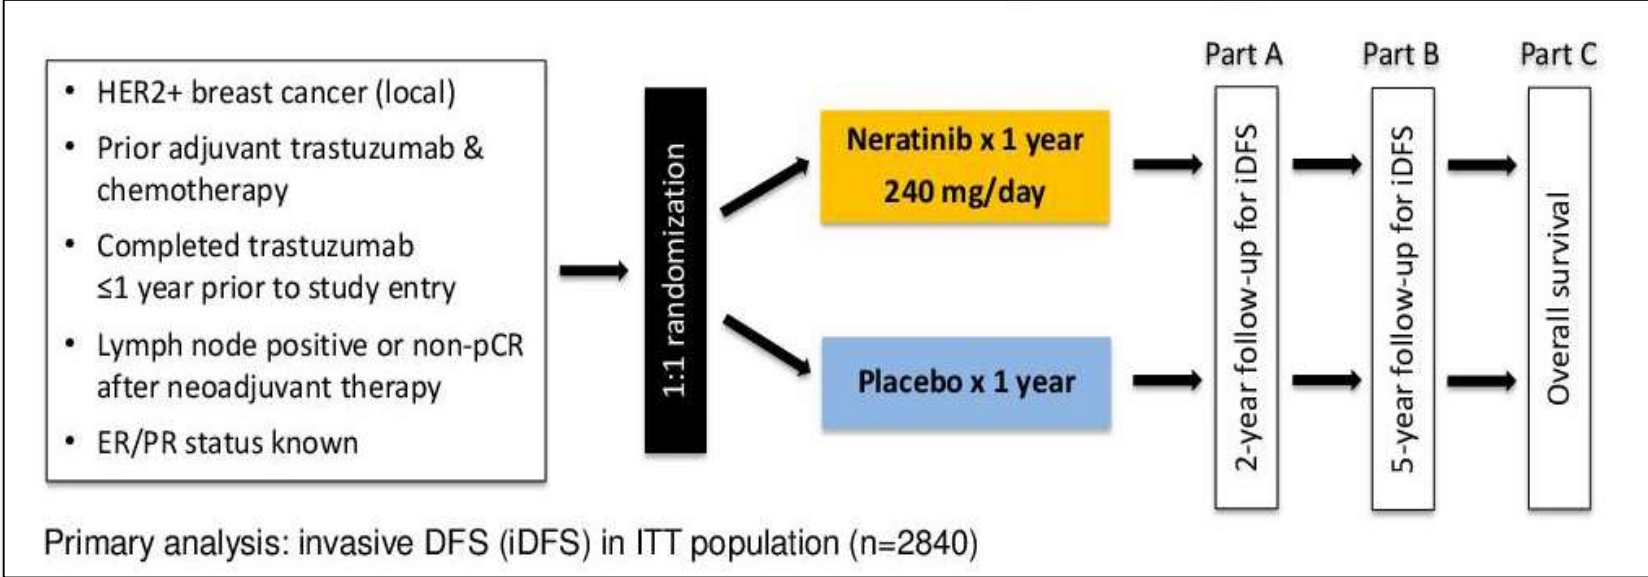 • HER2+ breast cancer (local)
• Prior adjuvant trastuzumab &
chemotherapy
• Completed trastuzumab
≤1 year prior to study entry
• Lymph node positive or non-pCR
after neoadjuvant therapy
• ER/PR status known
1:1 randomization
Neratinib x 1 year
240 mg/day
Placebo x 1 year
Part A
2-year follow-up for iDFS
Part B
5-year follow-up for iDFS
Part C
Overall survival
Primary analysis: invasive DFS (iDFS) in ITT population (n=2840)